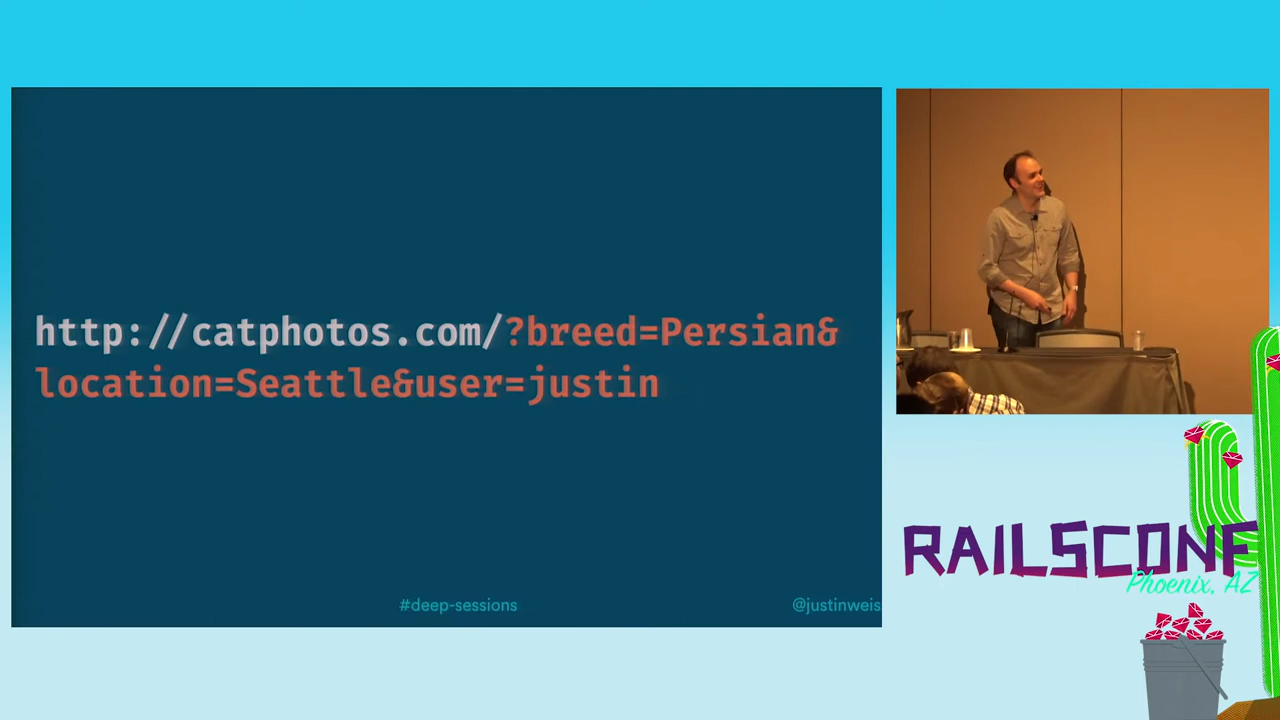 http://catphotos.com/?breed=Persian&
location=Seattle&user=justin
#deep-sessions
@justinweis
RAILSCONF
Phoenix, AZ